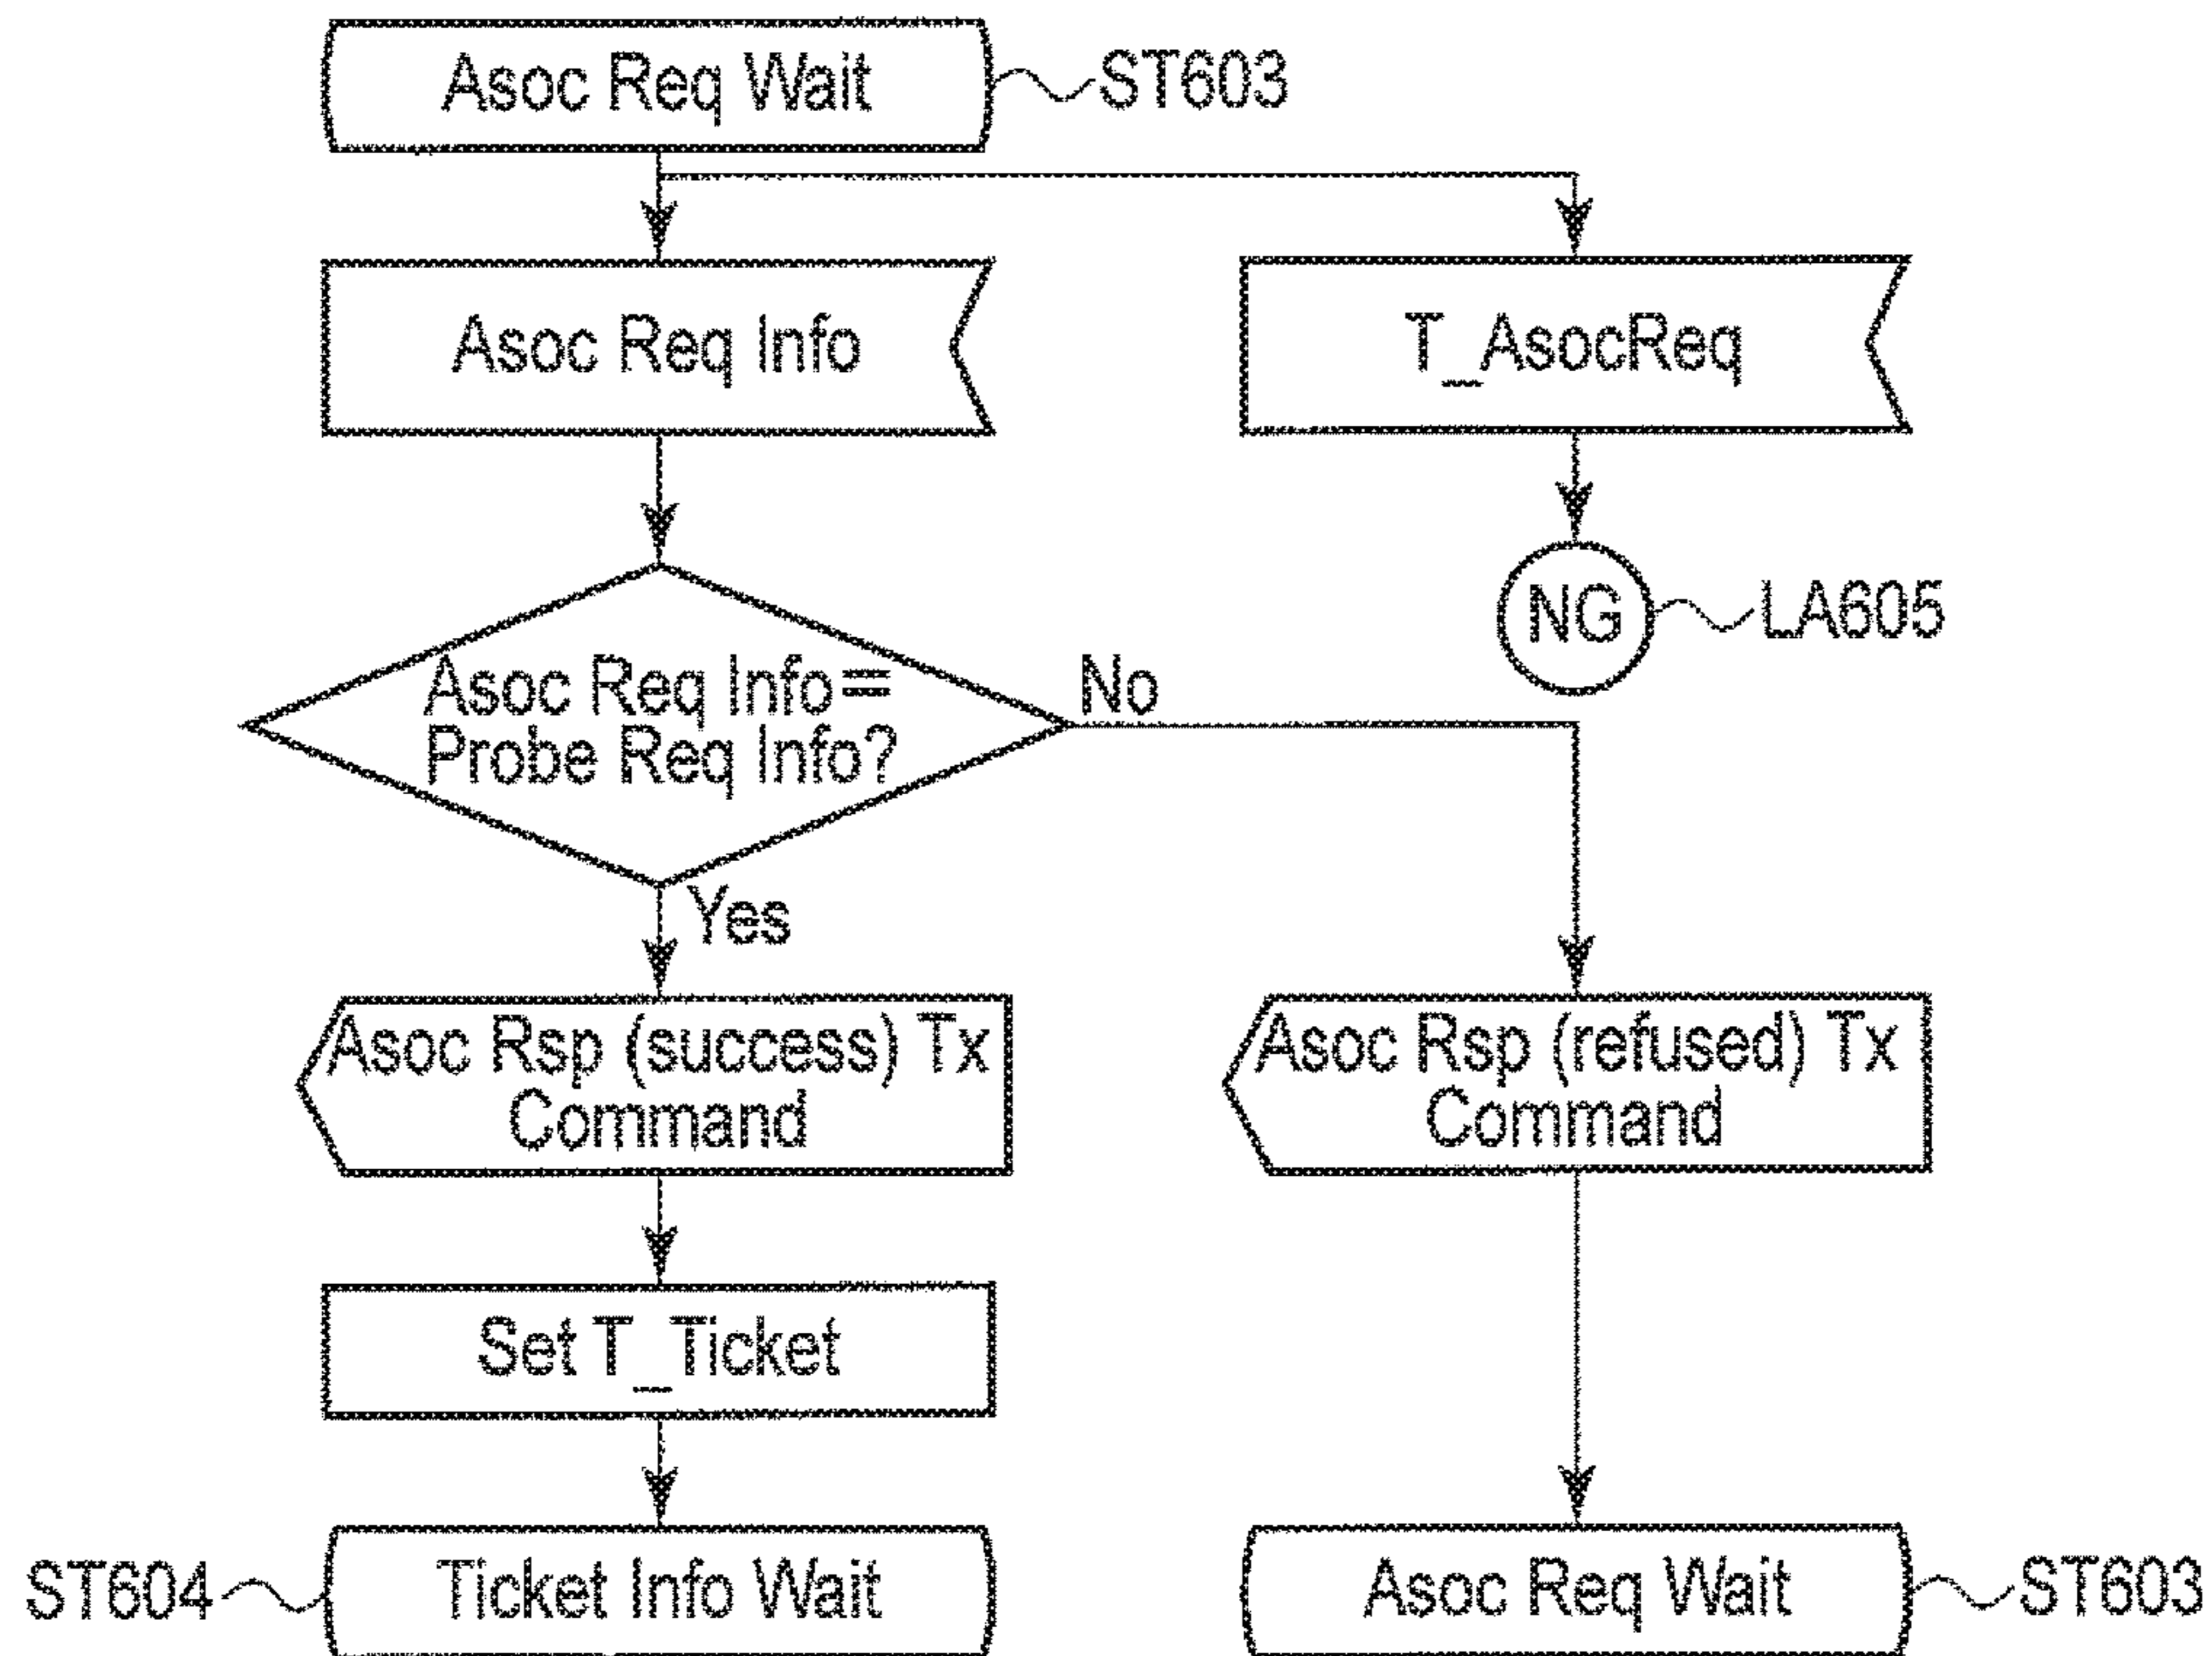 Asoc Req Wait
ST603
Asoc Req Info
T_AsocReq
NG
LA605
Asoc Req Info=
Probe Req Info?
No
Yes
Asoc Rsp (success) Tx
Command
Asoc Rsp (refused) Tx
Command
Set T_Ticket
ST604
Ticket Info Wait
Asoc Req Wait
ST603